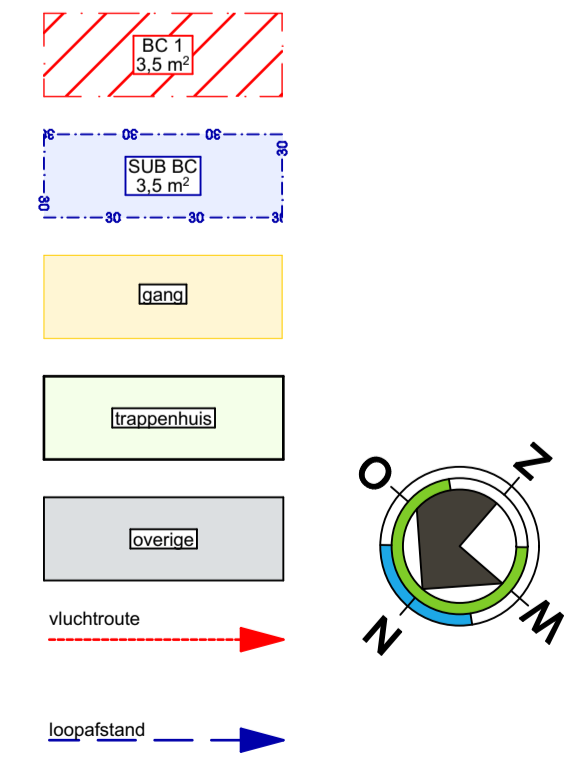 BC 1
3,5 m²
30 30 30
30
SUB BC
3,5 m²
30
30 30 30
gang
trappenhuis
overige
vluchtroute
loopafstand
O
Z
N
W